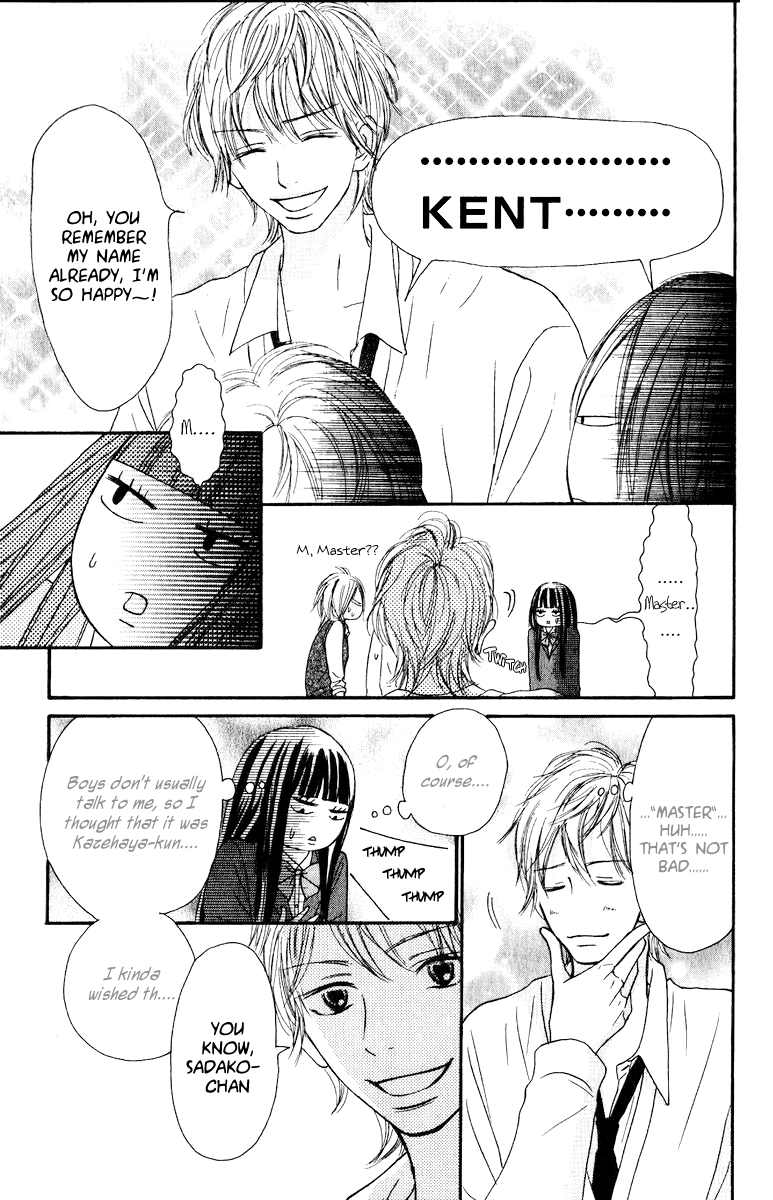 ••••••••••••••••••••••
KENT•••••••••
OH, YOU
REMEMBER
MY NAME
ALREADY, I'M
SO HAPPY~!
M....
M, Master??
TWITCH
.....
Master..
....
...."MASTER"...
HUH.....
THAT'S NOT
BAD......
O, of
course....
Boys don't usually
talk to me, so I
thought that it was
Kazehaya-kun....
THUMP
THUMP
THUMP
I kinda
wished th....
YOU
KNOW,
SADAKO-
CHAN